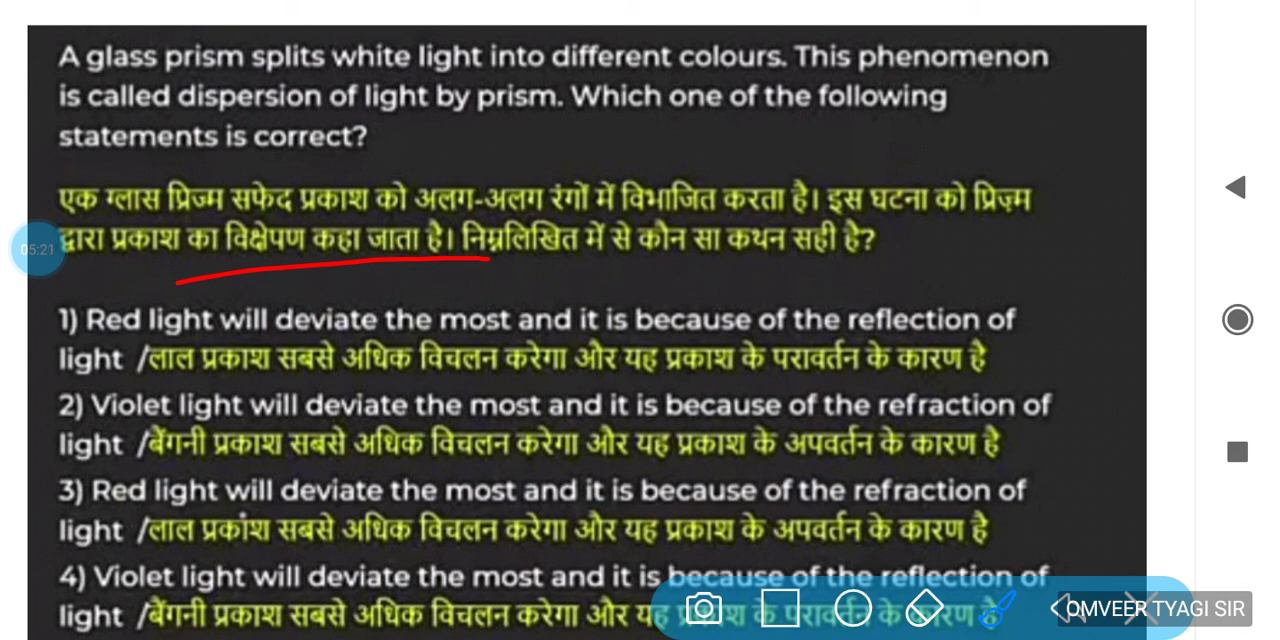 A glass prism splits white light into different colours. This phenomenon
is called dispersion of light by prism. Which one of the following
statements is correct?
एक ग्लास प्रिज्म सफेद प्रकाश को अलग-अलग रंगों में विभाजित करता है। इस घटना को प्रिज़्म
द्वारा प्रकाश का विक्षेपण कहा जाता है। निम्नलिखित में से कौन सा कथन सही है?
05:21
1) Red light will deviate the most and it is because of the reflection of
light /लाल प्रकाश सबसे अधिक विचलन करेगा और यह प्रकाश के परावर्तन के कारण है
2) Violet light will deviate the most and it is because of the refraction of
light /बैंगनी प्रकाश सबसे अधिक विचलन करेगा और यह प्रकाश के अपवर्तन के कारण है
3) Red light will deviate the most and it is because of the refraction of
light /लाल प्रकांश सबसे अधिक विचलन करेगा और यह प्रकाश के अपवर्तन के कारण है
4) Violet light will deviate the most and it is because of the reflection of
light /बैंगनी प्रकाश सबसे अधिक विचलन करेगा और यह प्रकाश के परावर्तन के कारण है
OMVEER TYAGI SIR